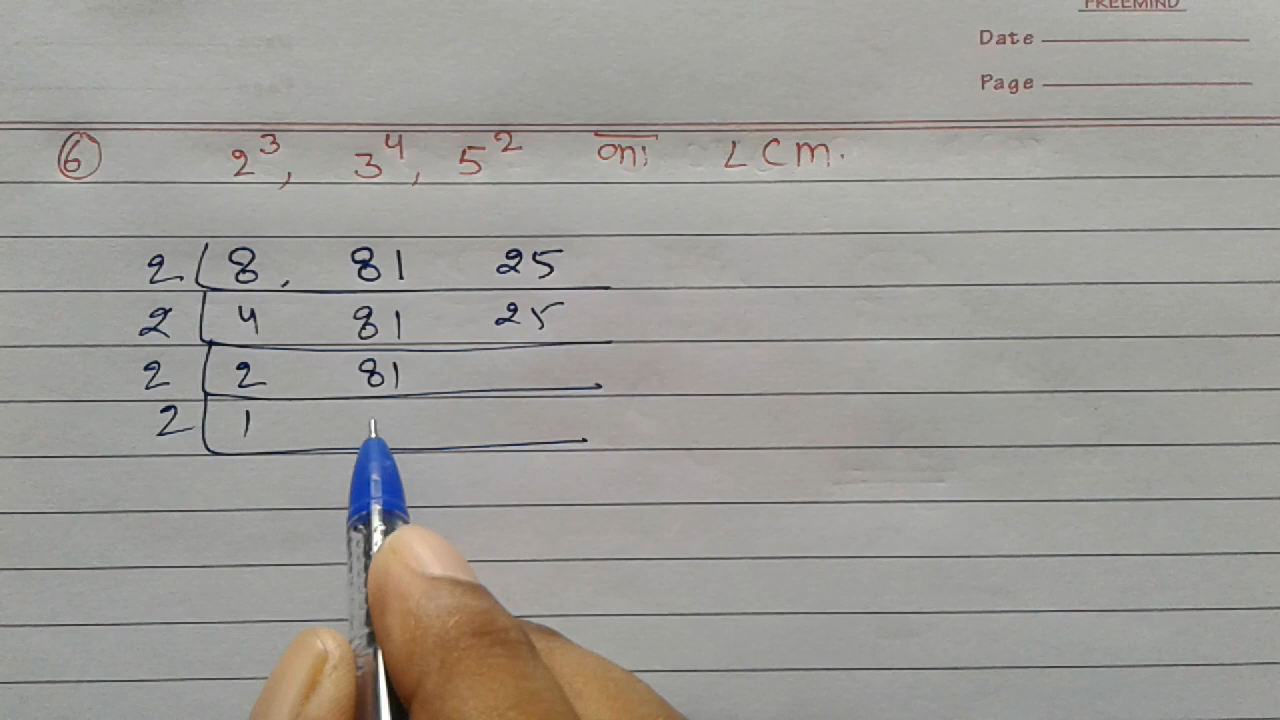 FREEMIND
Date
Page
⑥ 2³, 3⁴, 5² LCM.
2 8, 81 25
2 4 81 25
2 2 81
2 1